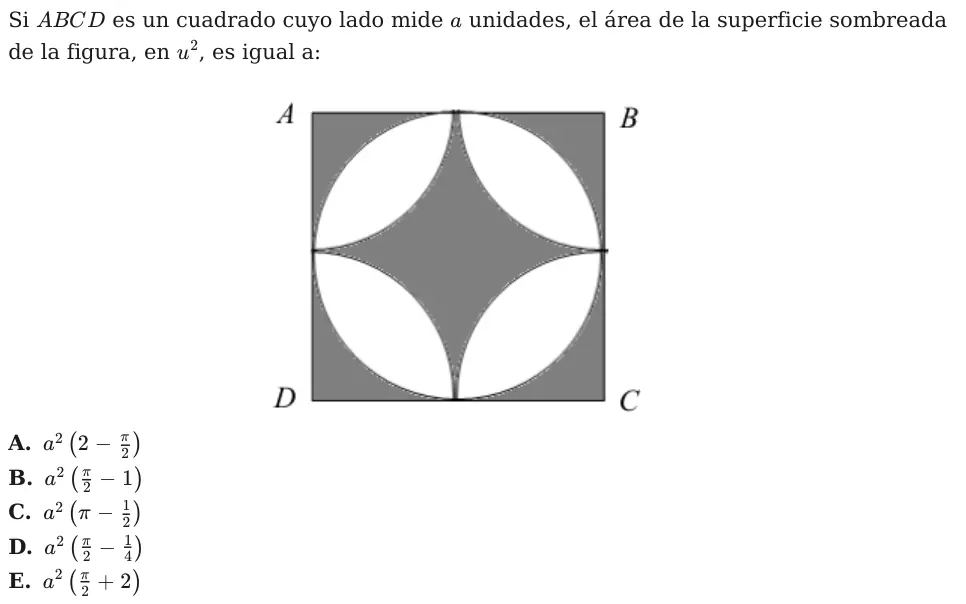 Si ABCD es un cuadrado cuyo lado mide a unidades, el área de la superficie sombreada
de la figura, en u², es igual a:
A
B
D
C
A. a² (2 − π/2)
B. a² (π/2 − 1)
C. a² (π − 1/2)
D. a² (π/2 − 1/4)
E. a² (π/2 + 2)